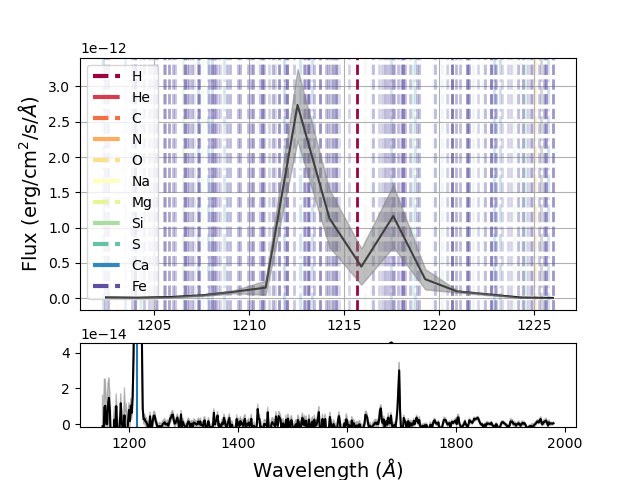 1e−12
Flux (erg/cm²/s/Å)
3.0
2.5
2.0
1.5
1.0
0.5
0.0
H
He
C
N
O
Na
Mg
Si
S
Ca
Fe
1205 1210 1215 1220 1225
1e−14
4
2
0
1200 1400 1600 1800 2000
Wavelength (Å)